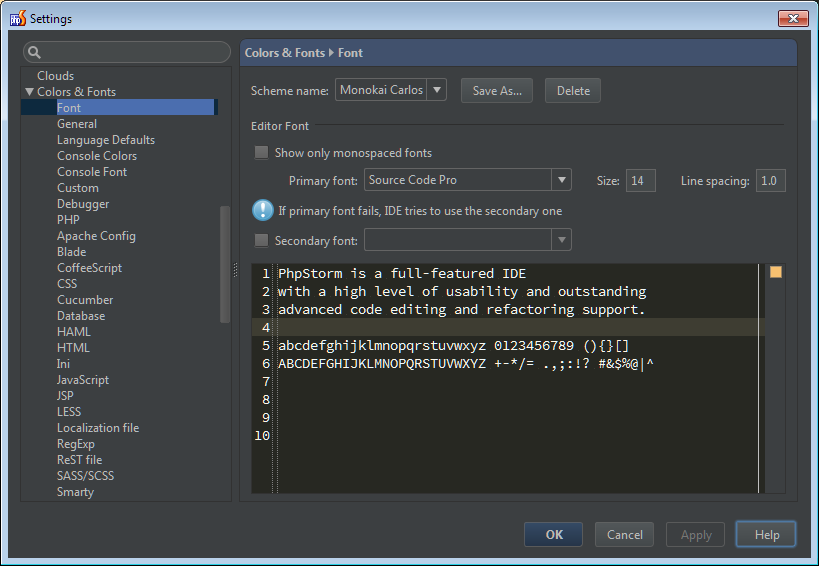 php Settings
Clouds
Colors & Fonts
Font
General
Language Defaults
Console Colors
Console Font
Custom
Debugger
PHP
Apache Config
Blade
CoffeeScript
CSS
Cucumber
Database
HAML
HTML
Ini
JavaScript
JSP
LESS
Localization file
RegExp
ReST file
SASS/SCSS
Smarty
Colors & Fonts Font
Scheme name: Monokai Carlos Save As... Delete
Editor Font
Show only monospaced fonts
Primary font: Source Code Pro Size: 14 Line spacing: 1.0
If primary font fails, IDE tries to use the secondary one
Secondary font:
1 PhpStorm is a full-featured IDE
2 with a high level of usability and outstanding
3 advanced code editing and refactoring support.
4
5 abcdefghijklmnopqrstuvwxyz 0123456789 (){}[]
6 ABCDEFGHIJKLMNOPQRSTUVWXYZ +-*/= .,;:!? #&$%@|^
7
8
9
10
OK Cancel Apply Help